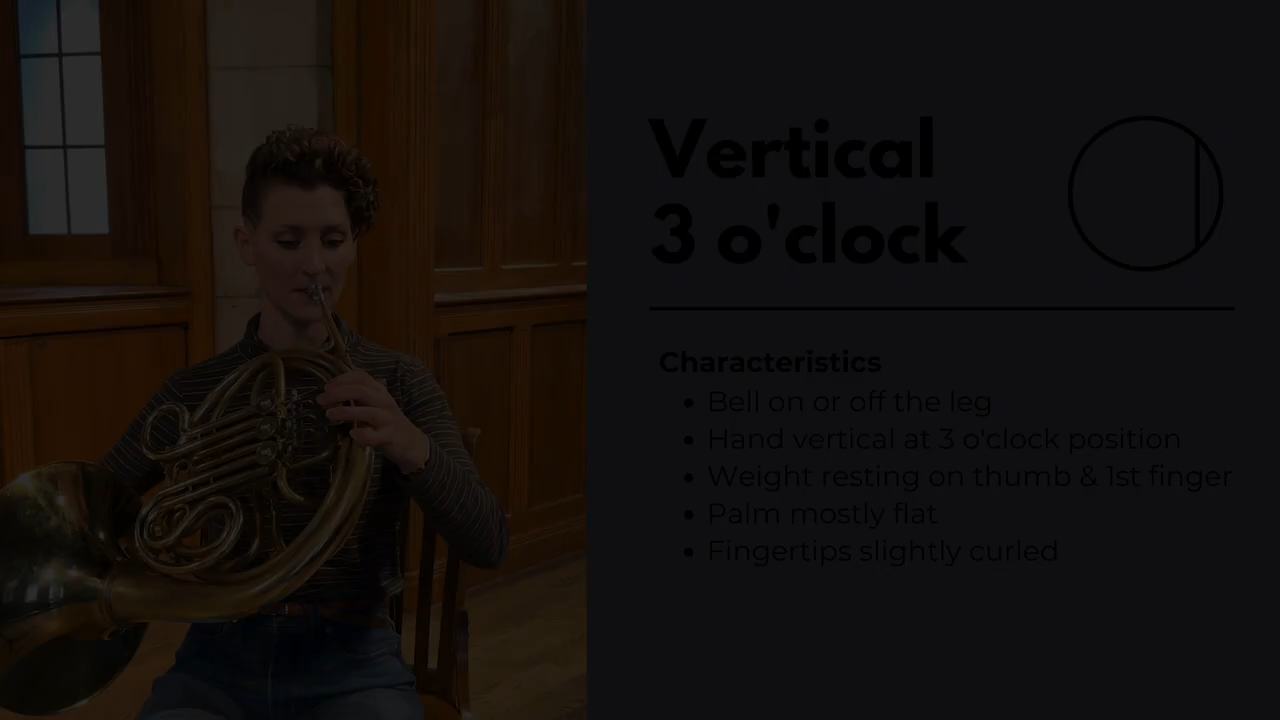 Vertical
3 o'clock
Characteristics
• Bell on or off the leg
• Hand vertical at 3 o'clock position
• Weight resting on thumb & 1st finger
• Palm mostly flat
• Fingertips slightly curled